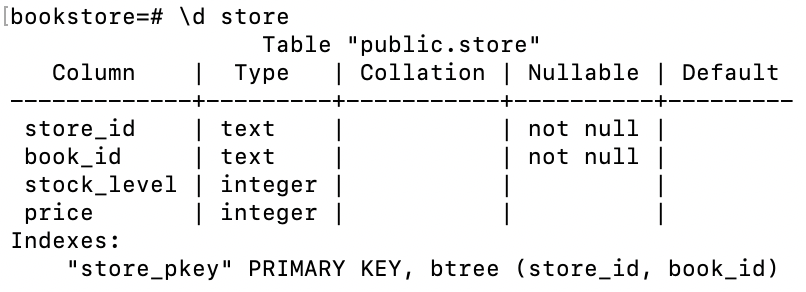 [bookstore=# \d store
                 Table "public.store"
   Column    |  Type   | Collation | Nullable | Default
-------------+---------+-----------+----------+---------
 store_id    | text    |           | not null |
 book_id     | text    |           | not null |
 stock_level | integer |           |          |
 price       | integer |           |          |
Indexes:
    "store_pkey" PRIMARY KEY, btree (store_id, book_id)